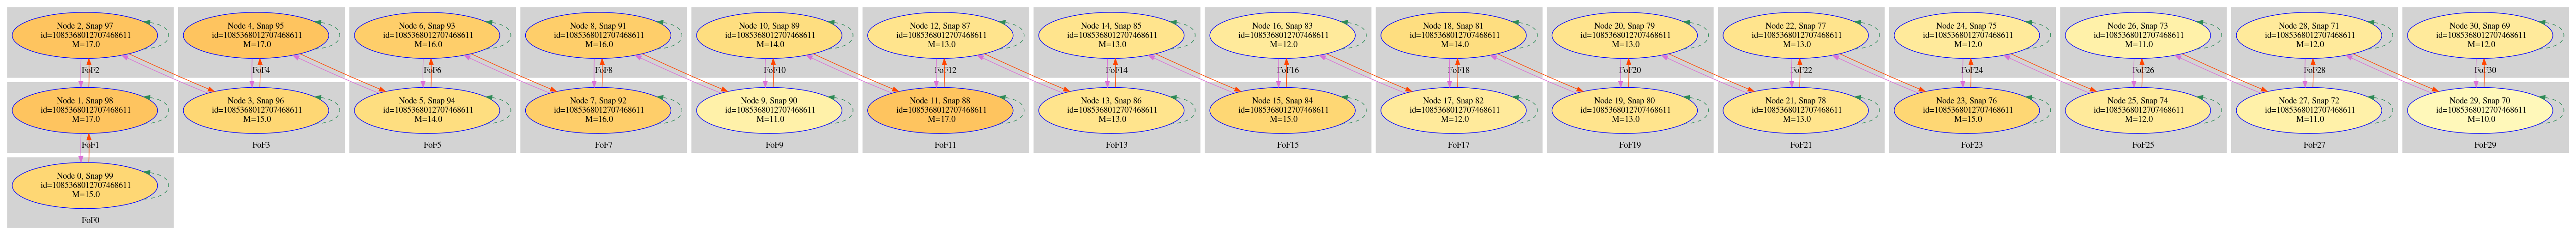 Node 2, Snap 97
id=1085368012707468611
M=17.0
FoF2
Node 4, Snap 95
id=1085368012707468611
M=17.0
FoF4
Node 6, Snap 93
id=1085368012707468611
M=16.0
FoF6
Node 8, Snap 91
id=1085368012707468611
M=16.0
FoF8
Node 10, Snap 89
id=1085368012707468611
M=14.0
FoF10
Node 12, Snap 87
id=1085368012707468611
M=13.0
FoF12
Node 14, Snap 85
id=1085368012707468611
M=13.0
FoF14
Node 16, Snap 83
id=1085368012707468611
M=12.0
FoF16
Node 18, Snap 81
id=1085368012707468611
M=14.0
FoF18
Node 20, Snap 79
id=1085368012707468611
M=13.0
FoF20
Node 22, Snap 77
id=1085368012707468611
M=13.0
FoF22
Node 24, Snap 75
id=1085368012707468611
M=12.0
FoF24
Node 26, Snap 73
id=1085368012707468611
M=11.0
FoF26
Node 28, Snap 71
id=1085368012707468611
M=12.0
FoF28
Node 30, Snap 69
id=1085368012707468611
M=12.0
FoF30
Node 1, Snap 98
id=1085368012707468611
M=17.0
FoF1
Node 3, Snap 96
id=1085368012707468611
M=15.0
FoF3
Node 5, Snap 94
id=1085368012707468611
M=14.0
FoF5
Node 7, Snap 92
id=1085368012707468611
M=16.0
FoF7
Node 9, Snap 90
id=1085368012707468611
M=11.0
FoF9
Node 11, Snap 88
id=1085368012707468611
M=17.0
FoF11
Node 13, Snap 86
id=1085368012707468611
M=13.0
FoF13
Node 15, Snap 84
id=1085368012707468611
M=15.0
FoF15
Node 17, Snap 82
id=1085368012707468611
M=12.0
FoF17
Node 19, Snap 80
id=1085368012707468611
M=13.0
FoF19
Node 21, Snap 78
id=1085368012707468611
M=13.0
FoF21
Node 23, Snap 76
id=1085368012707468611
M=15.0
FoF23
Node 25, Snap 74
id=1085368012707468611
M=12.0
FoF25
Node 27, Snap 72
id=1085368012707468611
M=11.0
FoF27
Node 29, Snap 70
id=1085368012707468611
M=10.0
FoF29
Node 0, Snap 99
id=1085368012707468611
M=15.0
FoF0